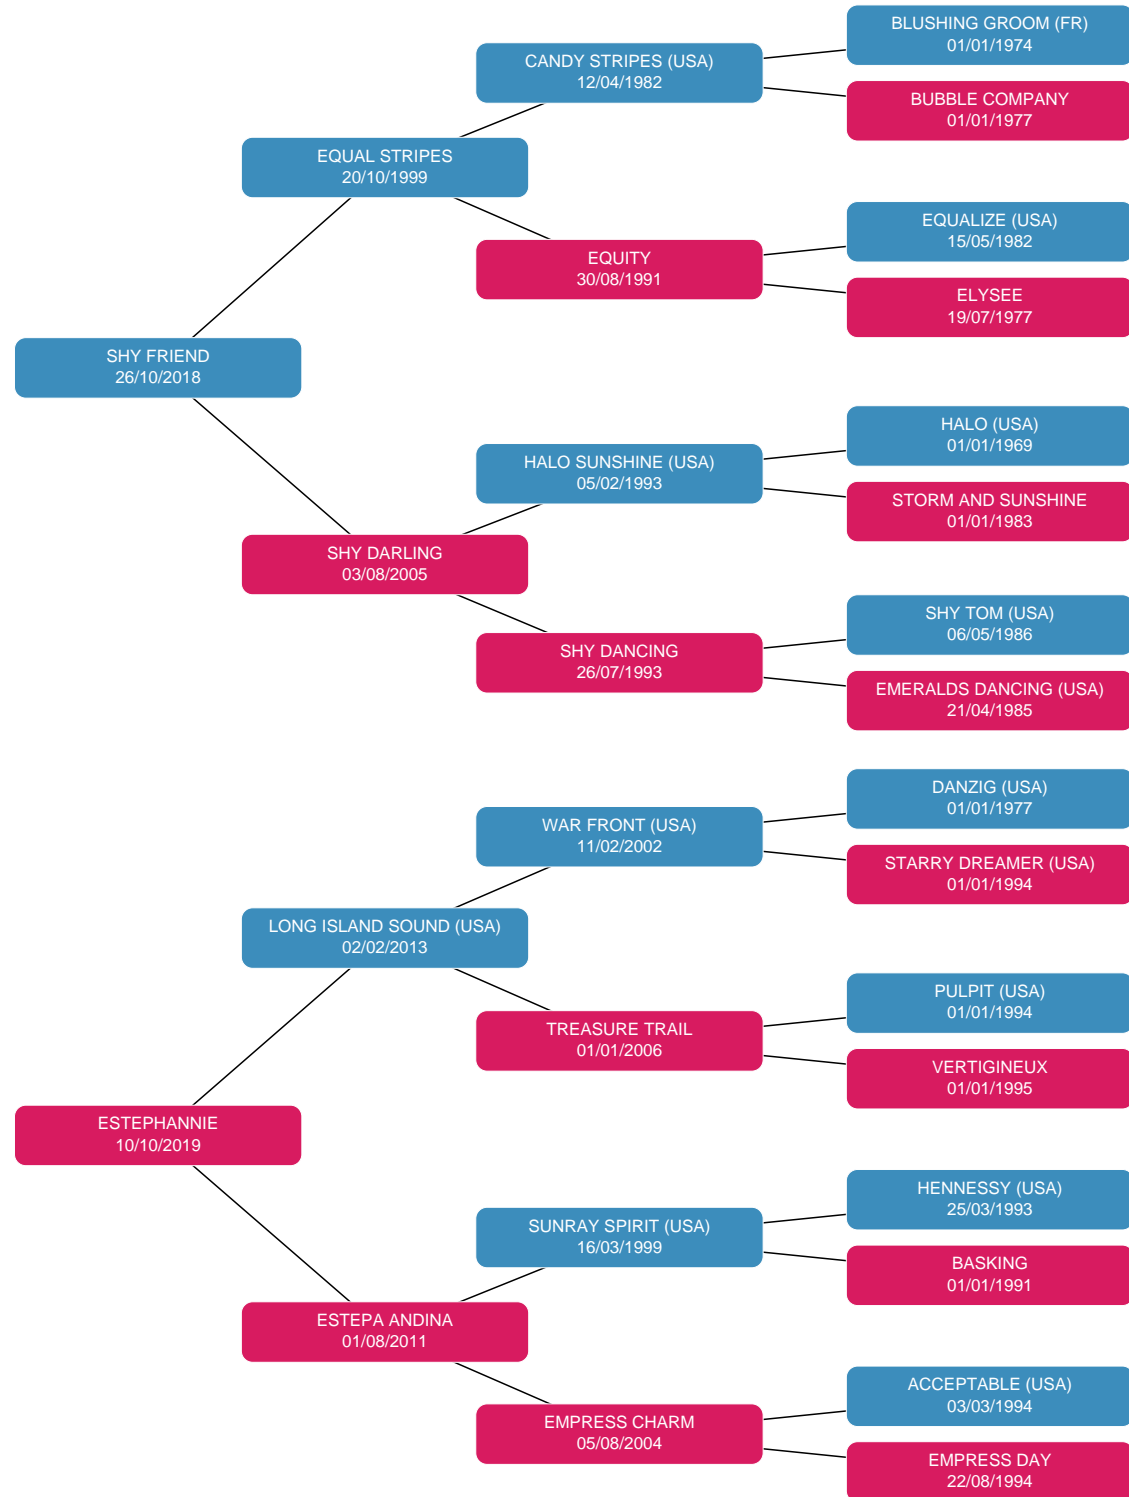 BLUSHING GROOM (FR)
01/01/1974
CANDY STRIPES (USA)
12/04/1982
BUBBLE COMPANY
01/01/1977
EQUAL STRIPES
20/10/1999
EQUALIZE (USA)
15/05/1982
EQUITY
30/08/1991
ELYSEE
19/07/1977
SHY FRIEND
26/10/2018
HALO (USA)
01/01/1969
HALO SUNSHINE (USA)
05/02/1993
STORM AND SUNSHINE
01/01/1983
SHY DARLING
03/08/2005
SHY TOM (USA)
06/05/1986
SHY DANCING
26/07/1993
EMERALDS DANCING (USA)
21/04/1985
DANZIG (USA)
01/01/1977
WAR FRONT (USA)
11/02/2002
STARRY DREAMER (USA)
01/01/1994
LONG ISLAND SOUND (USA)
02/02/2013
PULPIT (USA)
01/01/1994
TREASURE TRAIL
01/01/2006
VERTIGINEUX
01/01/1995
ESTEPHANNIE
10/10/2019
HENNESSY (USA)
25/03/1993
SUNRAY SPIRIT (USA)
16/03/1999
BASKING
01/01/1991
ESTEPA ANDINA
01/08/2011
ACCEPTABLE (USA)
03/03/1994
EMPRESS CHARM
05/08/2004
EMPRESS DAY
22/08/1994